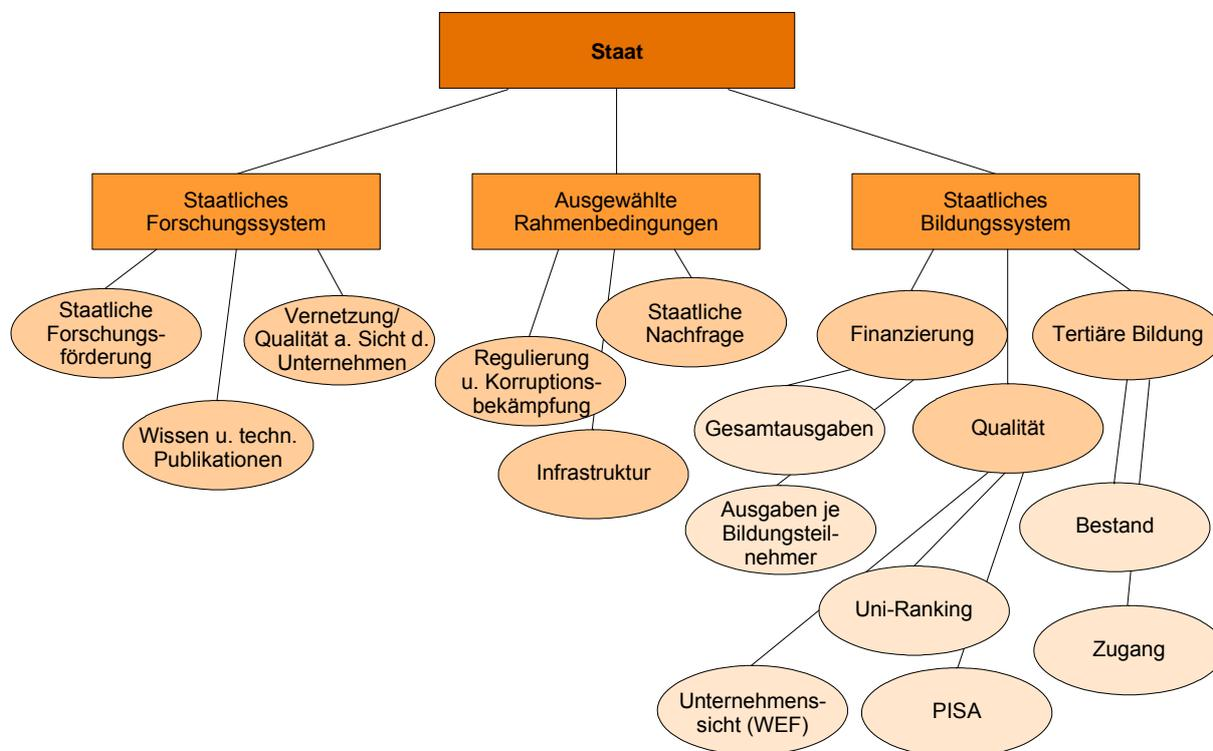 Staat
Staatliches
Forschungssystem
Ausgewählte
Rahmenbedingungen
Staatliches
Bildungssystem
Staatliche
Forschungs-
förderung
Vernetzung/
Qualität a. Sicht d.
Unternehmen
Wissen u. techn.
Publikationen
Staatliche
Nachfrage
Regulierung
u. Korruptions-
bekämpfung
Infrastruktur
Finanzierung
Tertiäre Bildung
Gesamtausgaben
Qualität
Ausgaben je
Bildungsteil-
nehmer
Bestand
Uni-Ranking
Zugang
Unternehmens-
sicht (WEF)
PISA